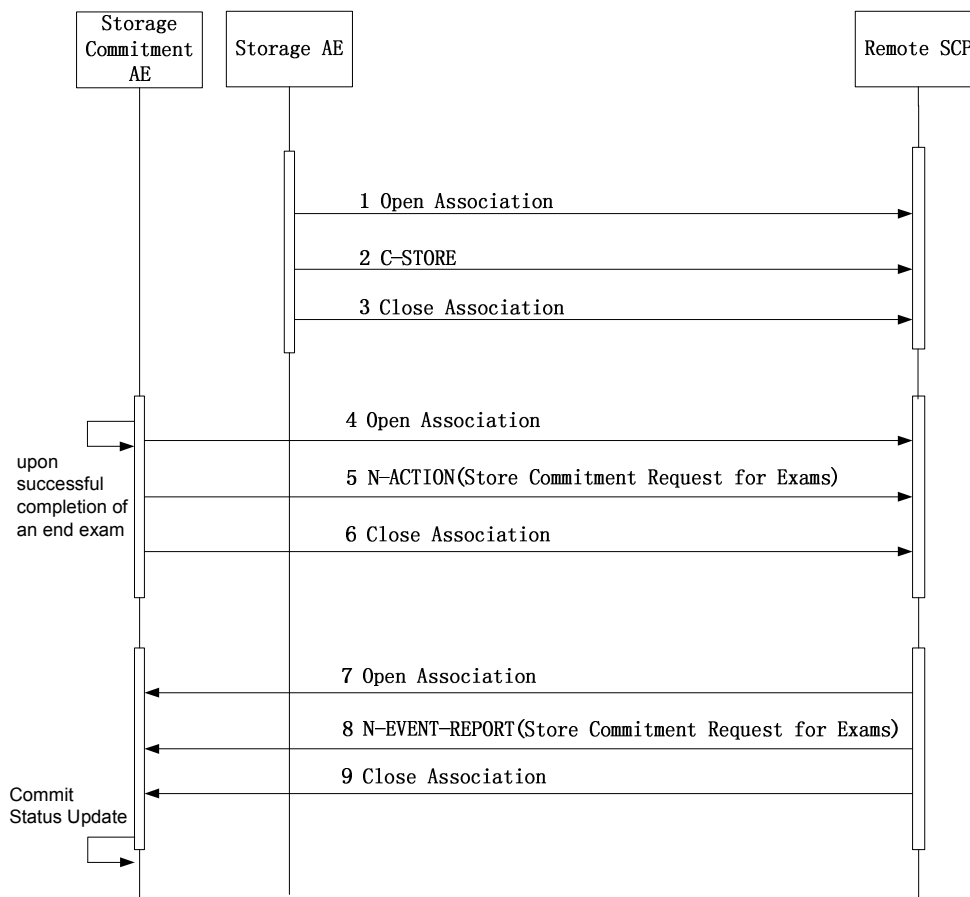 Storage
Commitment
AE
Storage AE
Remote SCP
1 Open Association
2 C-STORE
3 Close Association
4 Open Association
upon
successful
completion of
an end exam
5 N-ACTION(Store Commitment Request for Exams)
6 Close Association
7 Open Association
8 N-EVENT-REPORT(Store Commitment Request for Exams)
9 Close Association
Commit
Status Update